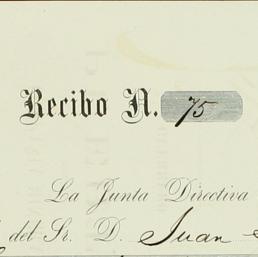 Recibo N. 75
La Junta Directiva
del Sr. D. Juan